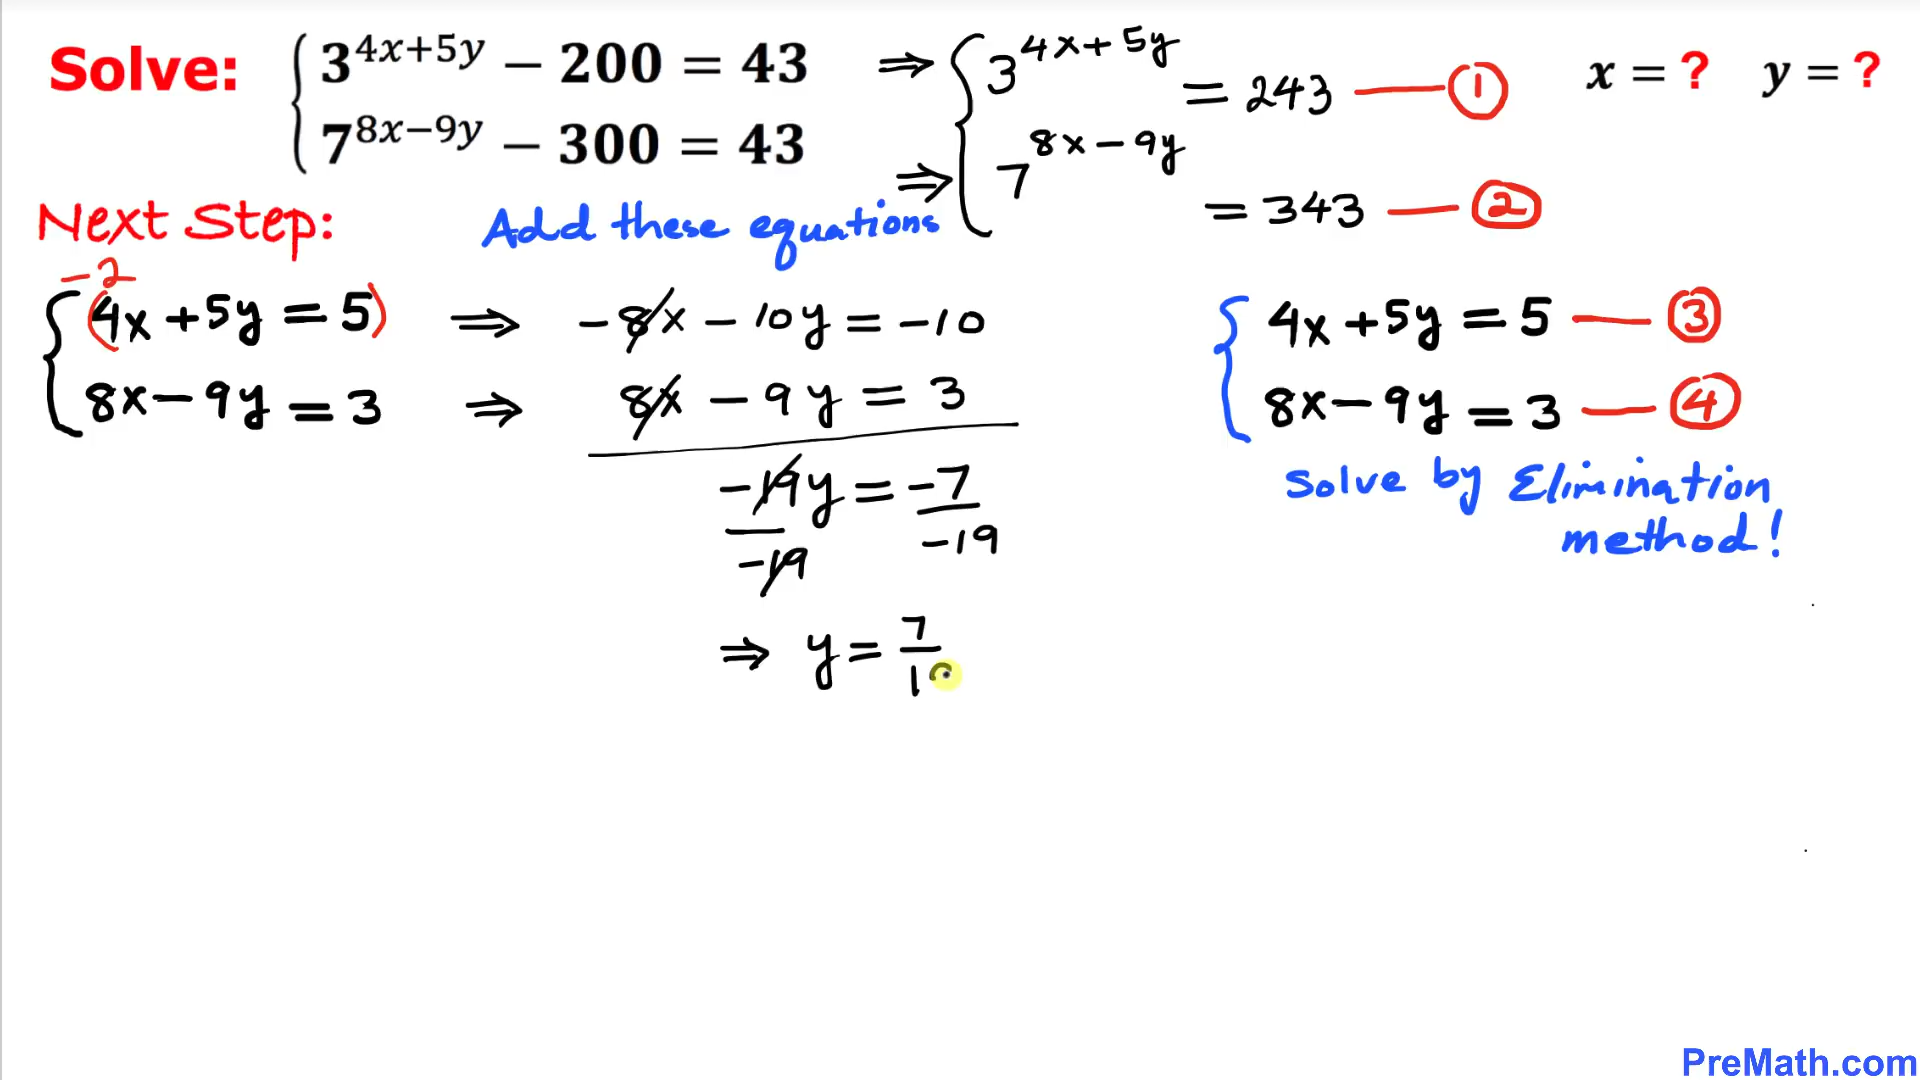 Solve: 3^{4x+5y} − 200 = 43 ⇒ 3^{4x+5y} = 243 — ① x = ? y = ?
7^{8x−9y} − 300 = 43 ⇒ 7^{8x−9y} = 343 — ②
Next Step: Add these equations
−2
(4x + 5y = 5) ⇒ −8x − 10y = −10
8x − 9y = 3 ⇒ 8x − 9y = 3
−19y = −7
−19 −19
⇒ y = 7/1
4x + 5y = 5 — ③
8x − 9y = 3 — ④
Solve by Elimination
method!
PreMath.com